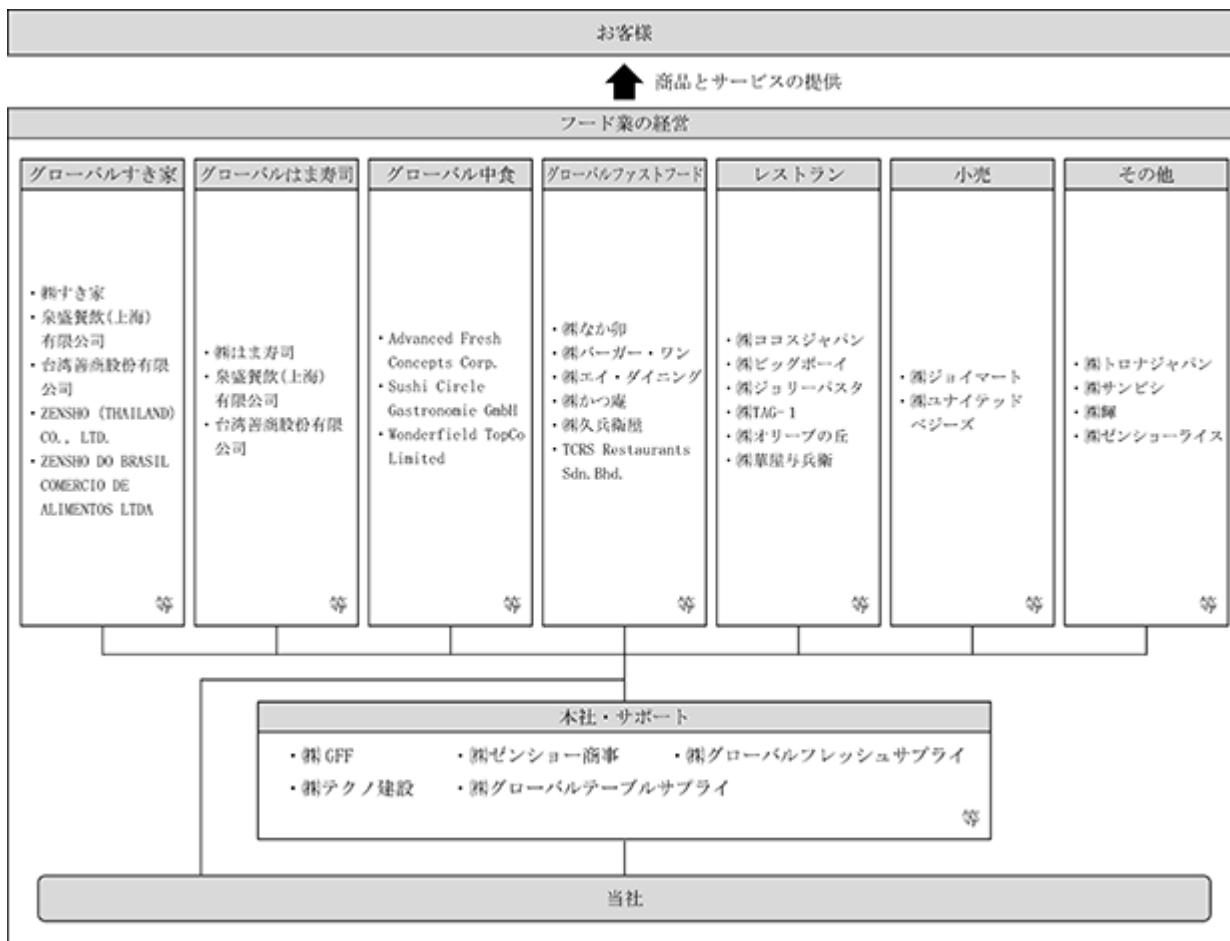 お客様
商品とサービスの提供
フード業の経営
グローバルすき家
・㈱すき家
・泉盛餐飲(上海)
有限公司
・台湾善商股份有限
公司
・ZENSHO (THAILAND)
CO., LTD.
・ZENSHO DO BRASIL
COMERCIO DE
ALIMENTOS LTDA
等
グローバルはま寿司
・㈱はま寿司
・泉盛餐飲(上海)
有限公司
・台湾善商股份有限
公司
等
グローバル中食
・Advanced Fresh
Concepts Corp.
・Sushi Circle
Gastronomie GmbH
・Wonderfield TopCo
Limited
等
グローバルファストフード
・㈱なか卯
・㈱バーガー・ワン
・㈱エイ・ダイニング
・㈱かつ庵
・㈱久兵衛屋
・TCRS Restaurants
Sdn.Bhd.
等
レストラン
・㈱ココスジャパン
・㈱ビッグボーイ
・㈱ジョリーパスタ
・㈱TAG-1
・㈱オリーブの丘
・㈱華屋与兵衛
等
小売
・㈱ジョイマート
・㈱ユナイテッド
ベジーズ
等
その他
・㈱トロナジャパン
・㈱サンビシ
・㈱輝
・㈱ゼンショーライス
等
本社・サポート
・㈱GFF ・㈱ゼンショー商事 ・㈱グローバルフレッシュサプライ
・㈱テクノ建設 ・㈱グローバルテーブルサプライ
等
当社